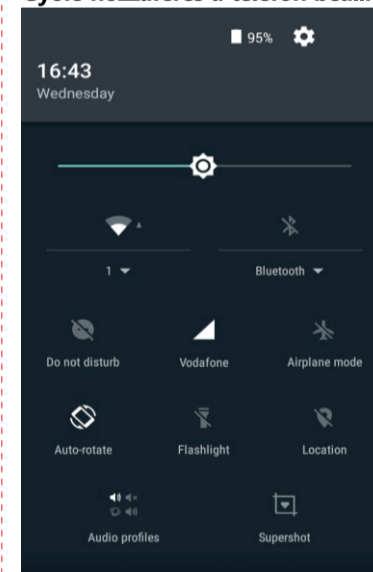 95%
16:43
Wednesday
1
Bluetooth
Do not disturb
Vodafone
Airplane mode
Auto-rotate
Flashlight
Location
Audio profiles
Supershot